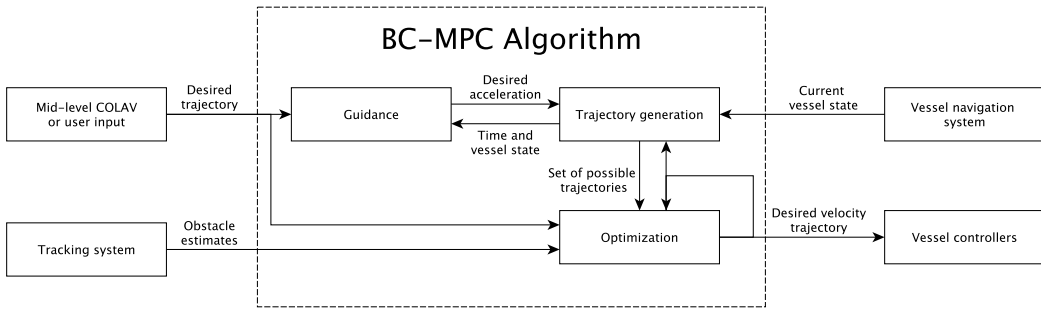 BC-MPC Algorithm
Mid-level COLAV
or user input
Desired
trajectory
Guidance
Desired
acceleration
Time and
vessel state
Trajectory generation
Current
vessel state
Vessel navigation
system
Set of possible
trajectories
Tracking system
Obstacle
estimates
Optimization
Desired velocity
trajectory
Vessel controllers